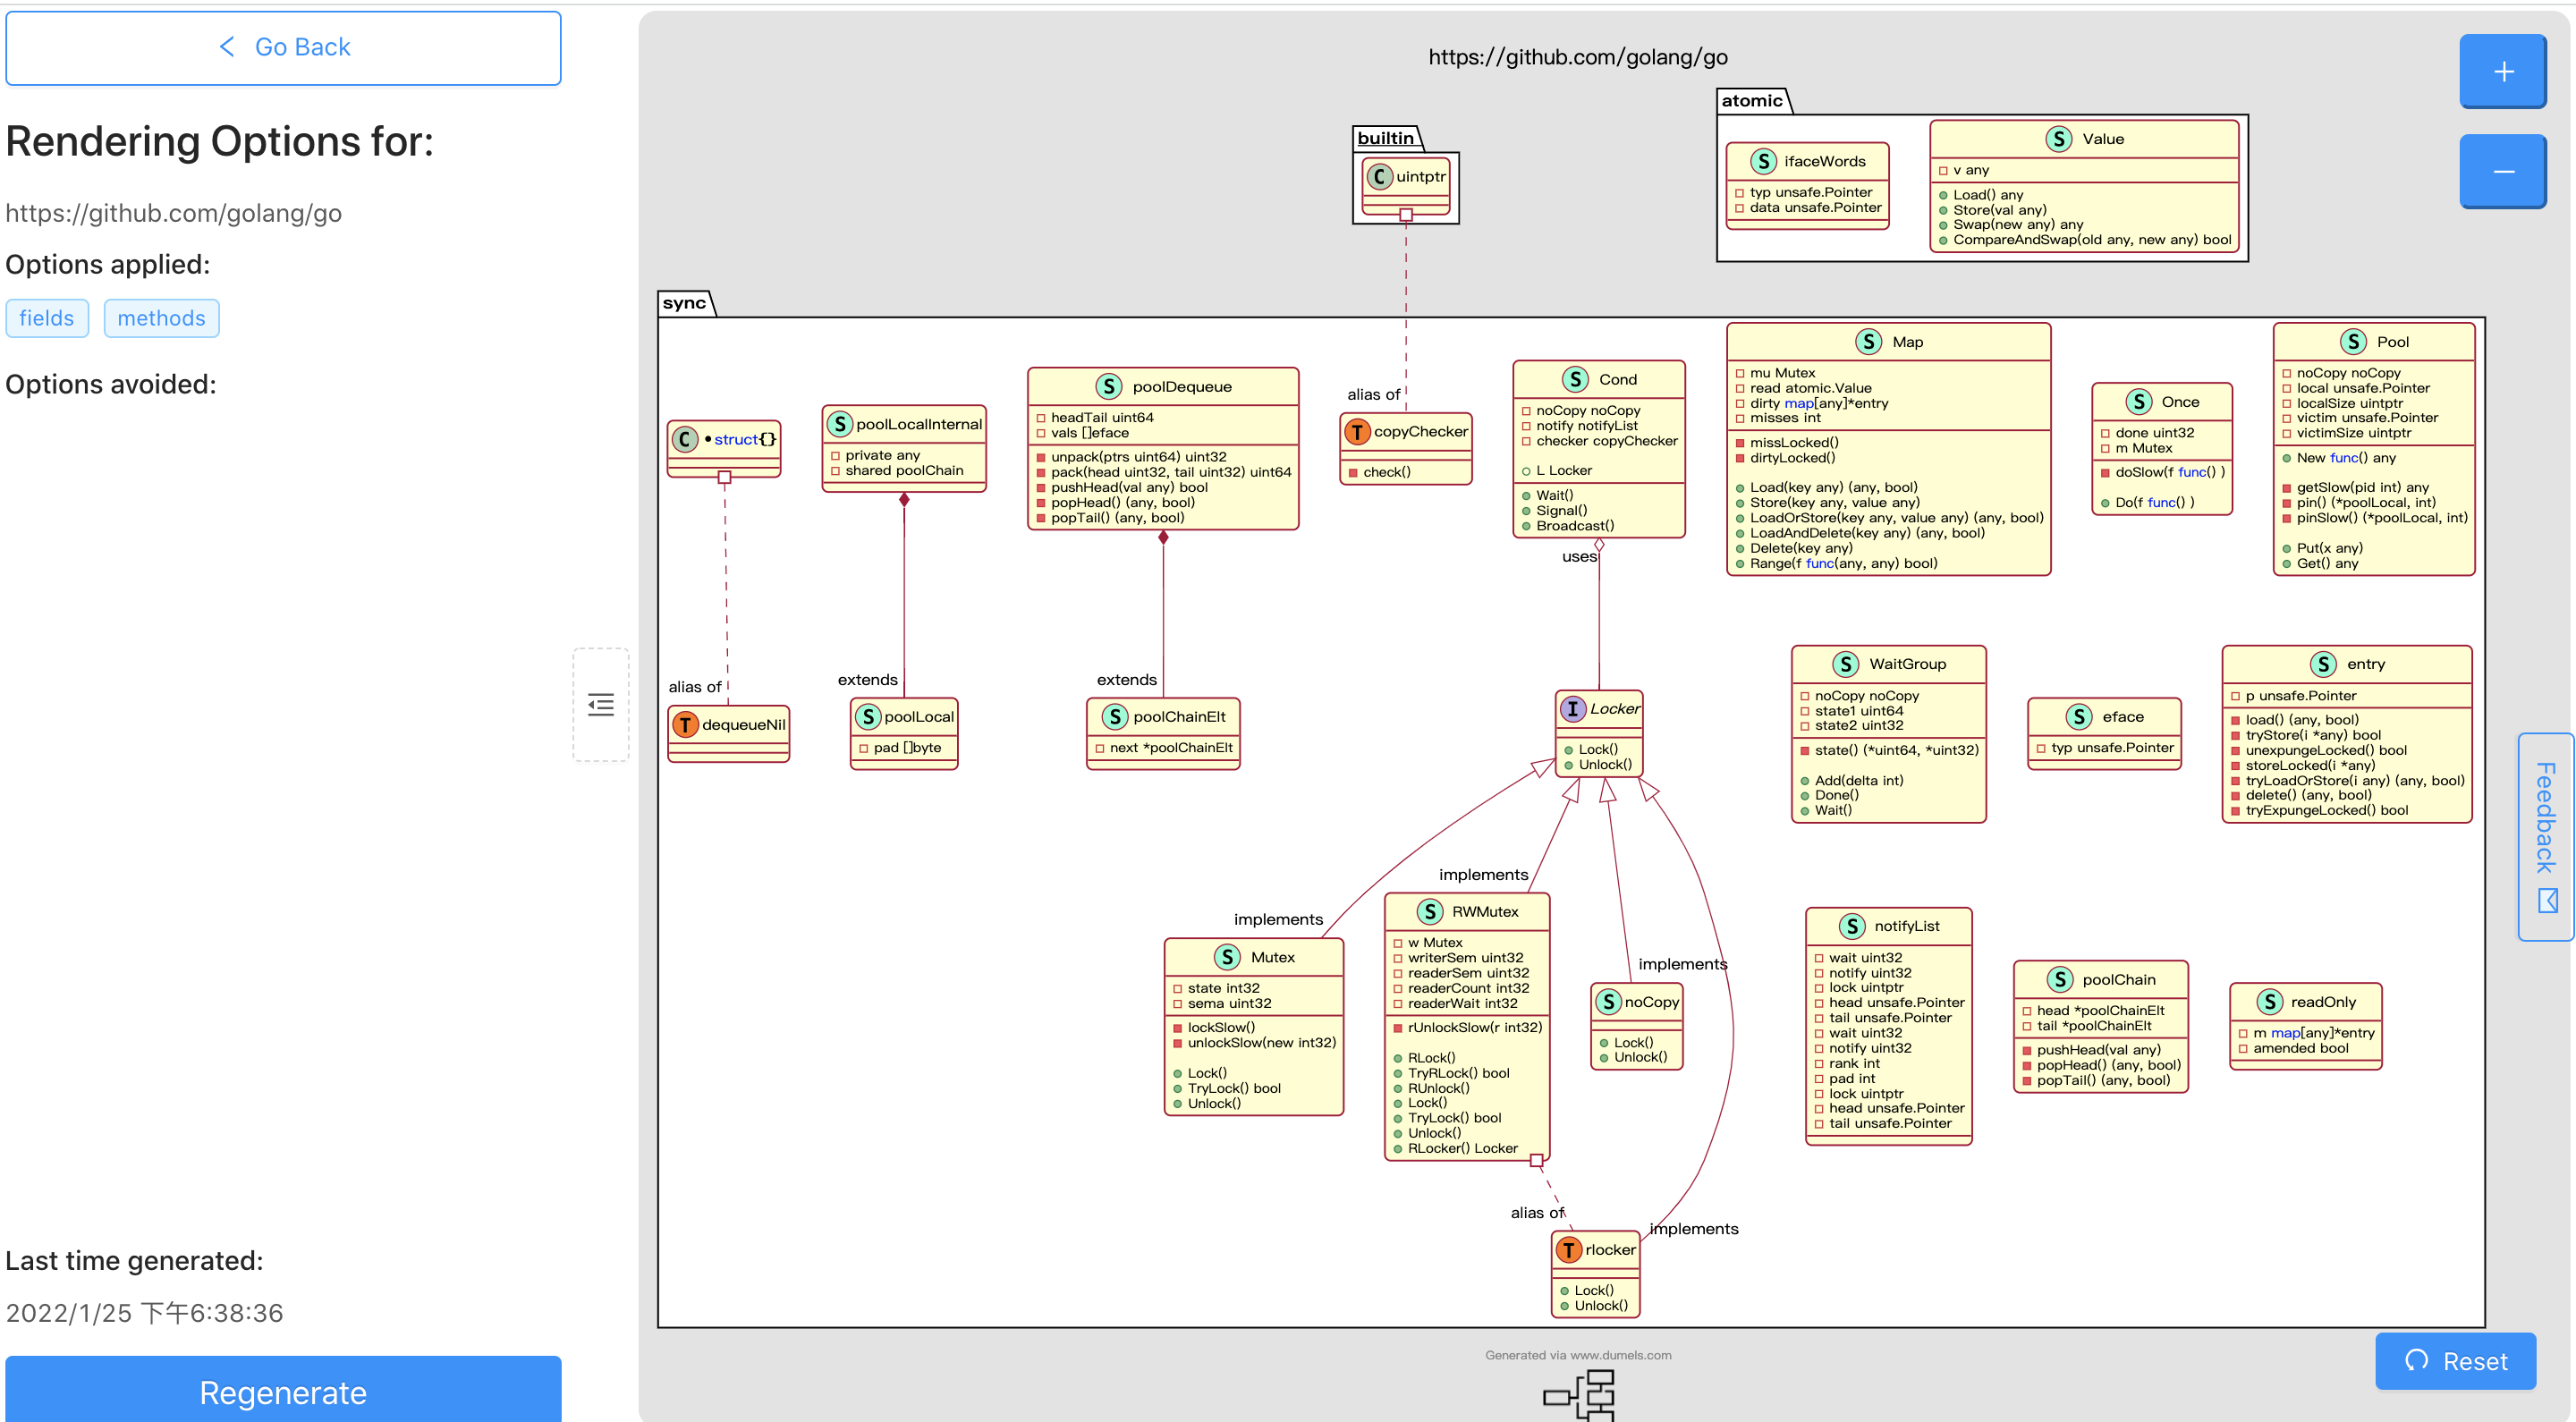 Go Back
Rendering Options for:
https://github.com/golang/go
Options applied:
fields
methods
Options avoided:
Last time generated:
2022/1/25 下午6:38:36
Regenerate
https://github.com/golang/go
builtin
C uintptr
atomic
S ifaceWords
typ unsafe.Pointer
data unsafe.Pointer
S Value
v any
Load() any
Store(val any)
Swap(new any) any
CompareAndSwap(old any, new any) bool
sync
C •struct{}
alias of
T dequeueNil
S poolLocalInternal
private any
shared poolChain
extends
S poolLocal
pad []byte
S poolDequeue
headTail uint64
vals []eface
unpack(ptrs uint64) uint32
pack(head uint32, tail uint32) uint64
pushHead(val any) bool
popHead() (any, bool)
popTail() (any, bool)
extends
S poolChainElt
next *poolChainElt
alias of
T copyChecker
check()
S Cond
noCopy noCopy
notify notifyList
checker copyChecker
L Locker
Wait()
Signal()
Broadcast()
uses
I Locker
Lock()
Unlock()
S Map
mu Mutex
read atomic.Value
dirty map[any]*entry
misses int
missLocked()
dirtyLocked()
Load(key any) (any, bool)
Store(key any, value any)
LoadOrStore(key any, value any) (any, bool)
LoadAndDelete(key any) (any, bool)
Delete(key any)
Range(f func(any, any) bool)
S Once
done uint32
m Mutex
doSlow(f func() )
Do(f func() )
S Pool
noCopy noCopy
local unsafe.Pointer
localSize uintptr
victim unsafe.Pointer
victimSize uintptr
New func() any
getSlow(pid int) any
pin() (*poolLocal, int)
pinSlow() (*poolLocal, int)
Put(x any)
Get() any
S WaitGroup
noCopy noCopy
state1 uint64
state2 uint32
state() (*uint64, *uint32)
Add(delta int)
Done()
Wait()
S eface
typ unsafe.Pointer
S entry
p unsafe.Pointer
load() (any, bool)
tryStore(i *any) bool
unexpungeLocked() bool
storeLocked(i *any)
tryLoadOrStore(i any) (any, bool)
delete() (any, bool)
tryExpungeLocked() bool
implements
S Mutex
state int32
sema uint32
lockSlow()
unlockSlow(new int32)
Lock()
TryLock() bool
Unlock()
implements
S RWMutex
w Mutex
writerSem uint32
readerSem uint32
readerCount int32
readerWait int32
rUnlockSlow(r int32)
RLock()
TryRLock() bool
RUnlock()
Lock()
TryLock() bool
Unlock()
RLocker() Locker
implements
S noCopy
Lock()
Unlock()
alias of
implements
T rlocker
Lock()
Unlock()
S notifyList
wait uint32
notify uint32
lock uintptr
head unsafe.Pointer
tail unsafe.Pointer
wait uint32
notify uint32
rank int
pad int
lock uintptr
head unsafe.Pointer
tail unsafe.Pointer
S poolChain
head *poolChainElt
tail *poolChainElt
pushHead(val any)
popHead() (any, bool)
popTail() (any, bool)
S readOnly
m map[any]*entry
amended bool
Generated via www.dumels.com
Feedback
Reset